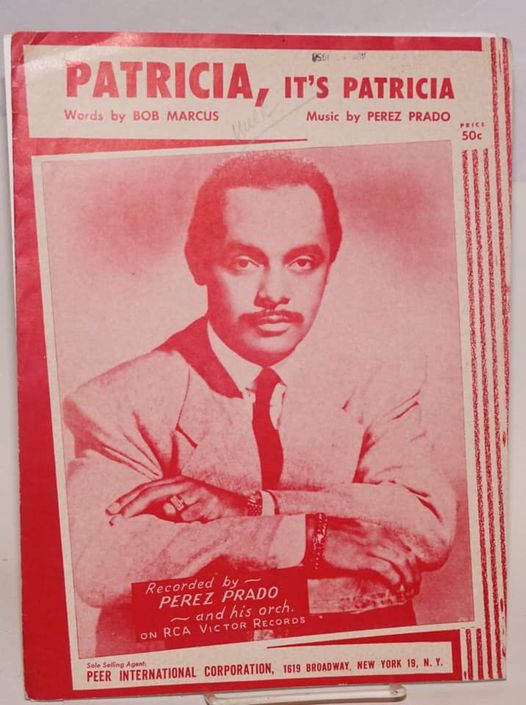 PATRICIA, IT'S PATRICIA
Words by BOB MARCUS Music by PEREZ PRADO
PRICE
50c
Recorded by ~
PEREZ PRADO
~ and his orch.
ON RCA VICTOR RECORDS
Sole Selling Agent:
PEER INTERNATIONAL CORPORATION, 1619 BROADWAY, NEW YORK 19, N. Y.